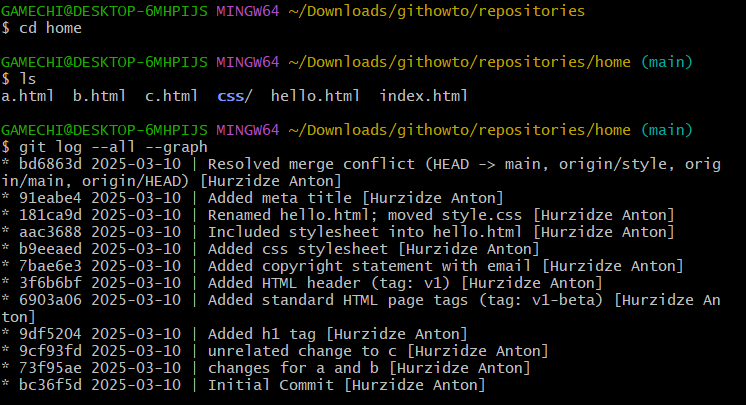 GAMECHI@DESKTOP-6MHPIJS MINGW64 ~/Downloads/githowto/repositories
$ cd home
GAMECHI@DESKTOP-6MHPIJS MINGW64 ~/Downloads/githowto/repositories/home (main)
$ ls
a.html  b.html  c.html  css/  hello.html  index.html
GAMECHI@DESKTOP-6MHPIJS MINGW64 ~/Downloads/githowto/repositories/home (main)
$ git log --all --graph
* bd6863d 2025-03-10 | Resolved merge conflict (HEAD -> main, origin/style, orig
in/main, origin/HEAD) [Hurzidze Anton]
* 91eabe4 2025-03-10 | Added meta title [Hurzidze Anton]
* 181ca9d 2025-03-10 | Renamed hello.html; moved style.css [Hurzidze Anton]
* aac3688 2025-03-10 | Included stylesheet into hello.html [Hurzidze Anton]
* b9eeaed 2025-03-10 | Added css stylesheet [Hurzidze Anton]
* 7bae6e3 2025-03-10 | Added copyright statement with email [Hurzidze Anton]
* 3f6b6bf 2025-03-10 | Added HTML header (tag: v1) [Hurzidze Anton]
* 6903a06 2025-03-10 | Added standard HTML page tags (tag: v1-beta) [Hurzidze An
ton]
* 9df5204 2025-03-10 | Added h1 tag [Hurzidze Anton]
* 9cf93fd 2025-03-10 | unrelated change to c [Hurzidze Anton]
* 73f95ae 2025-03-10 | changes for a and b [Hurzidze Anton]
* bc36f5d 2025-03-10 | Initial Commit [Hurzidze Anton]